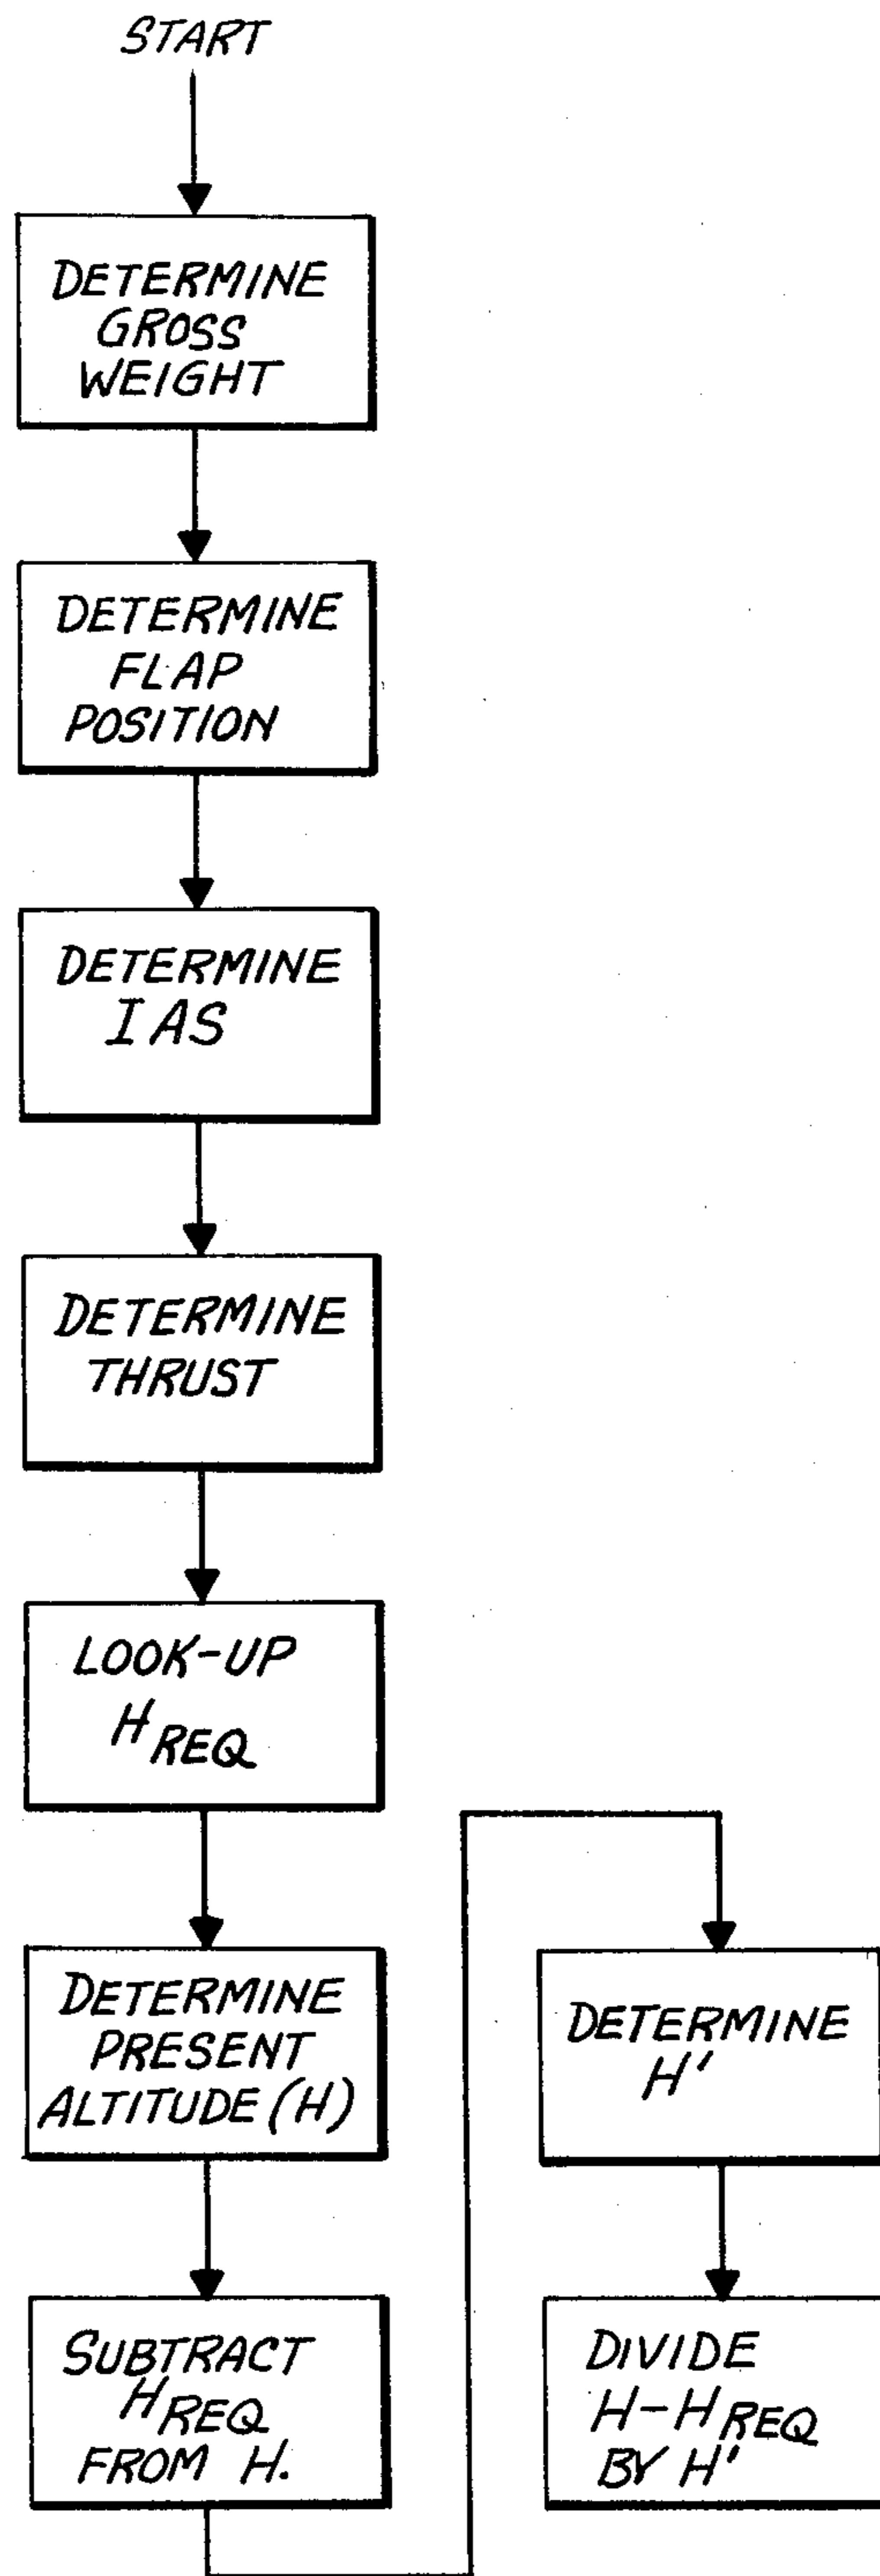 START
DETERMINE
GROSS
WEIGHT
DETERMINE
FLAP
POSITION
DETERMINE
IAS
DETERMINE
THRUST
LOOK-UP
HREQ
DETERMINE
PRESENT
ALTITUDE (H)
SUBTRACT
HREQ
FROM H.
DETERMINE
H'
DIVIDE
H-HREQ
BY H'